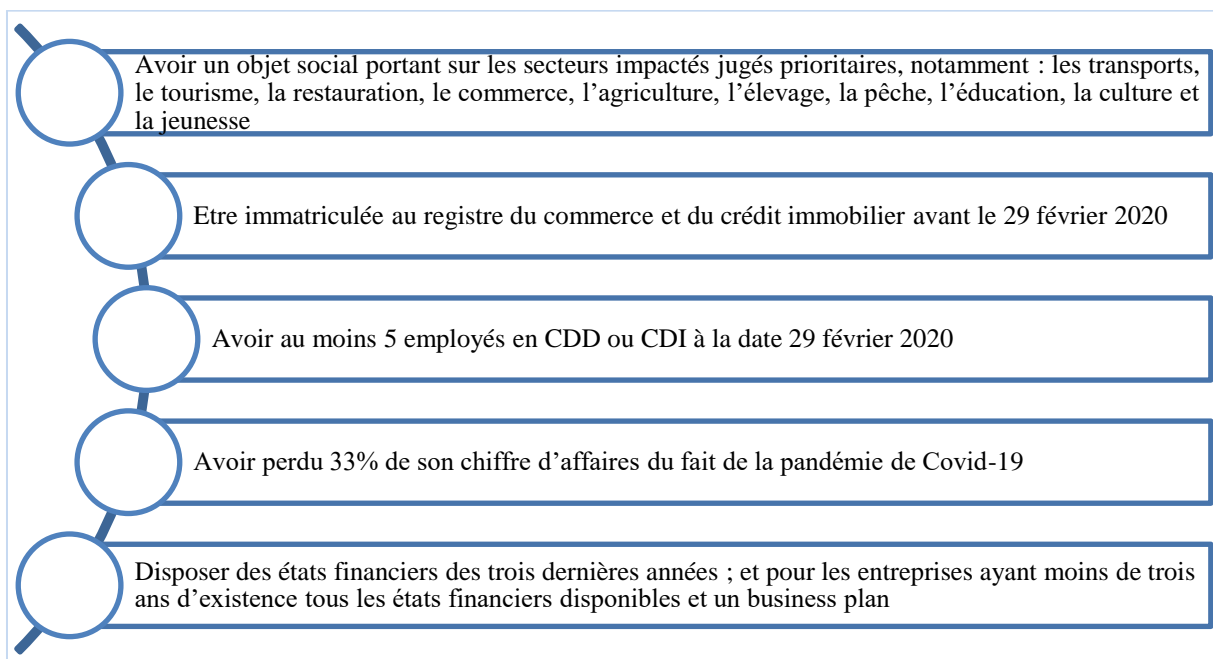 Avoir un objet social portant sur les secteurs impactés jugés prioritaires, notamment : les transports,
le tourisme, la restauration, le commerce, l’agriculture, l’élevage, la pêche, l’éducation, la culture et
la jeunesse
Etre immatriculée au registre du commerce et du crédit immobilier avant le 29 février 2020
Avoir au moins 5 employés en CDD ou CDI à la date 29 février 2020
Avoir perdu 33% de son chiffre d’affaires du fait de la pandémie de Covid-19
Disposer des états financiers des trois dernières années ; et pour les entreprises ayant moins de trois
ans d’existence tous les états financiers disponibles et un business plan